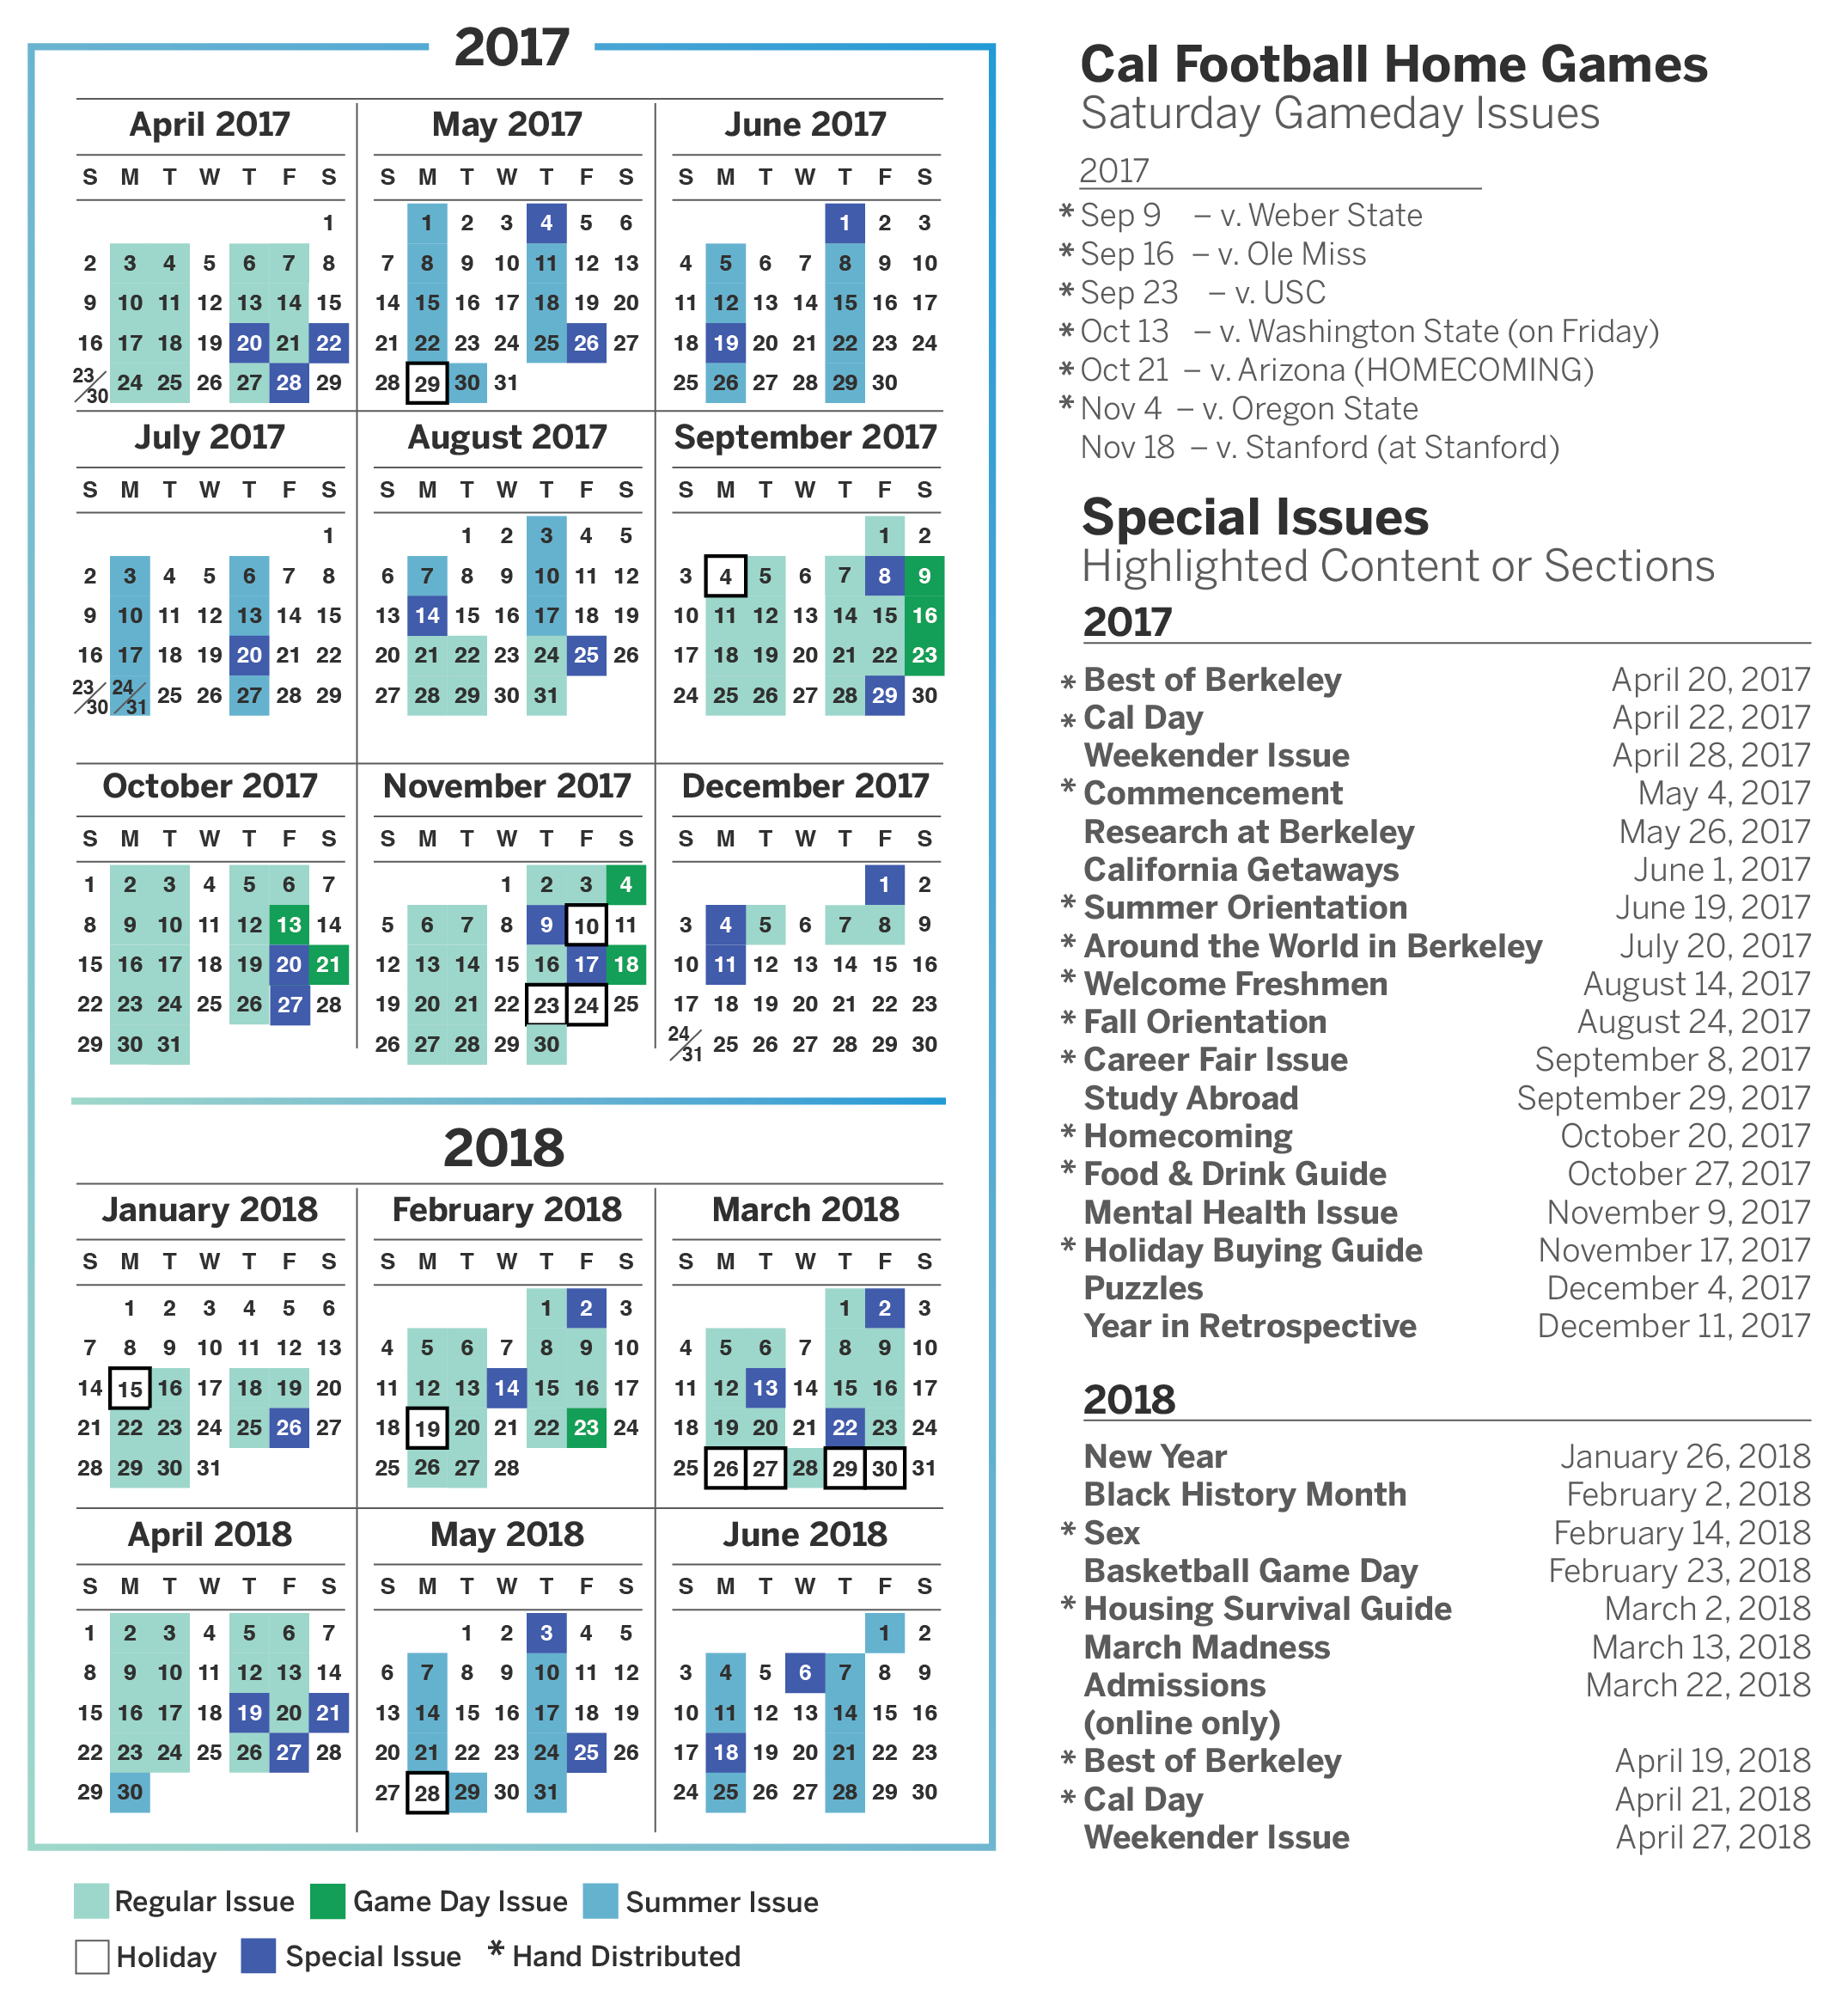 2017
April 2017
S M T W T F S
1
2 3 4 5 6 7 8
9 10 11 12 13 14 15
16 17 18 19 20 21 22
23/30 24 25 26 27 28 29
May 2017
S M T W T F S
1 2 3 4 5 6
7 8 9 10 11 12 13
14 15 16 17 18 19 20
21 22 23 24 25 26 27
28 29 30 31
June 2017
S M T W T F S
1 2 3
4 5 6 7 8 9 10
11 12 13 14 15 16 17
18 19 20 21 22 23 24
25 26 27 28 29 30
July 2017
S M T W T F S
1
2 3 4 5 6 7 8
9 10 11 12 13 14 15
16 17 18 19 20 21 22
23/30 24/31 25 26 27 28 29
August 2017
S M T W T F S
1 2 3 4 5
6 7 8 9 10 11 12
13 14 15 16 17 18 19
20 21 22 23 24 25 26
27 28 29 30 31
September 2017
S M T W T F S
1 2
3 4 5 6 7 8 9
10 11 12 13 14 15 16
17 18 19 20 21 22 23
24 25 26 27 28 29 30
October 2017
S M T W T F S
1 2 3 4 5 6 7
8 9 10 11 12 13 14
15 16 17 18 19 20 21
22 23 24 25 26 27 28
29 30 31
November 2017
S M T W T F S
1 2 3 4
5 6 7 8 9 10 11
12 13 14 15 16 17 18
19 20 21 22 23 24 25
26 27 28 29 30
December 2017
S M T W T F S
1 2
3 4 5 6 7 8 9
10 11 12 13 14 15 16
17 18 19 20 21 22 23
24/31 25 26 27 28 29 30
2018
January 2018
S M T W T F S
1 2 3 4 5 6
7 8 9 10 11 12 13
14 15 16 17 18 19 20
21 22 23 24 25 26 27
28 29 30 31
February 2018
S M T W T F S
1 2 3
4 5 6 7 8 9 10
11 12 13 14 15 16 17
18 19 20 21 22 23 24
25 26 27 28
March 2018
S M T W T F S
1 2 3
4 5 6 7 8 9 10
11 12 13 14 15 16 17
18 19 20 21 22 23 24
25 26 27 28 29 30 31
April 2018
S M T W T F S
1 2 3 4 5 6 7
8 9 10 11 12 13 14
15 16 17 18 19 20 21
22 23 24 25 26 27 28
29 30
May 2018
S M T W T F S
1 2 3 4 5
6 7 8 9 10 11 12
13 14 15 16 17 18 19
20 21 22 23 24 25 26
27 28 29 30 31
June 2018
S M T W T F S
1 2
3 4 5 6 7 8 9
10 11 12 13 14 15 16
17 18 19 20 21 22 23
24 25 26 27 28 29 30
Regular Issue Game Day Issue Summer Issue
Holiday Special Issue * Hand Distributed
Cal Football Home Games
Saturday Gameday Issues
2017
* Sep 9 – v. Weber State
* Sep 16 – v. Ole Miss
* Sep 23 – v. USC
* Oct 13 – v. Washington State (on Friday)
* Oct 21 – v. Arizona (HOMECOMING)
* Nov 4 – v. Oregon State
Nov 18 – v. Stanford (at Stanford)
Special Issues
Highlighted Content or Sections
2017
* Best of Berkeley April 20, 2017
* Cal Day April 22, 2017
Weekender Issue April 28, 2017
* Commencement May 4, 2017
Research at Berkeley May 26, 2017
California Getaways June 1, 2017
* Summer Orientation June 19, 2017
* Around the World in Berkeley July 20, 2017
* Welcome Freshmen August 14, 2017
* Fall Orientation August 24, 2017
* Career Fair Issue September 8, 2017
Study Abroad September 29, 2017
* Homecoming October 20, 2017
* Food & Drink Guide October 27, 2017
Mental Health Issue November 9, 2017
* Holiday Buying Guide November 17, 2017
Puzzles December 4, 2017
Year in Retrospective December 11, 2017
2018
New Year January 26, 2018
Black History Month February 2, 2018
* Sex February 14, 2018
Basketball Game Day February 23, 2018
* Housing Survival Guide March 2, 2018
March Madness March 13, 2018
Admissions March 22, 2018
(online only)
* Best of Berkeley April 19, 2018
* Cal Day April 21, 2018
Weekender Issue April 27, 2018